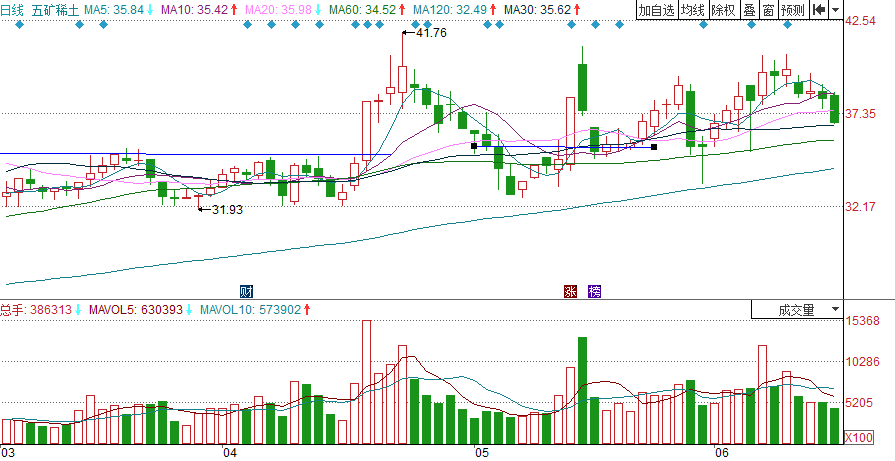 日线 五矿稀土 MA5: 35.84 MA10: 35.42 MA20: 35.98 MA60: 34.52 MA120: 32.49 MA30: 35.62 加自选 均线 除权 叠 窗 预测
42.54
41.76
37.35
32.17
31.93
财 涨 榜
总手: 386313 MAVOL5: 630393 MAVOL10: 573902 成交量
15368
10286
5205
X100
03 04 05 06